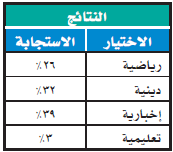 النتائج
الاختيار الاستجابة
رياضية ٢٦٪
دينية ٣٢٪
إخبارية ٣٩٪
تعليمية ٣٪